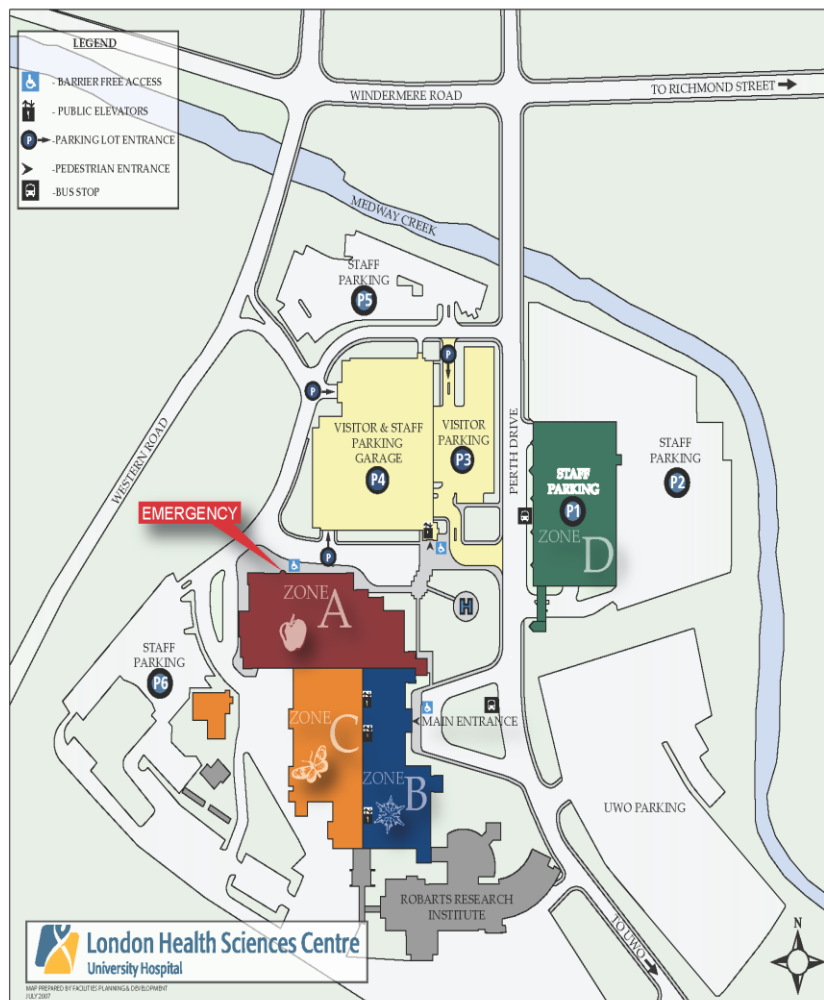 LEGEND
- BARRIER FREE ACCESS
- PUBLIC ELEVATORS
P -PARKING LOT ENTRANCE
-PEDESTRIAN ENTRANCE
-BUS STOP
WINDERMERE ROAD
TO RICHMOND STREET
MEDWAY CREEK
STAFF
PARKING
P5
P
P
VISITOR & STAFF
PARKING
GARAGE
P4
VISITOR
PARKING
P3
PERTH DRIVE
STAFF
PARKING
P1
ZONE
D
STAFF
PARKING
P2
WESTERN ROAD
EMERGENCY
P
ZONE
A
H
STAFF
PARKING
P6
ZONE
C
MAIN ENTRANCE
ZONE
B
UWO PARKING
ROBARTS RESEARCH
INSTITUTE
TO UWO
N
London Health Sciences Centre
University Hospital
MAP PREPARED BY FACILITIES PLANNING & DEVELOPMENT
JULY 2007